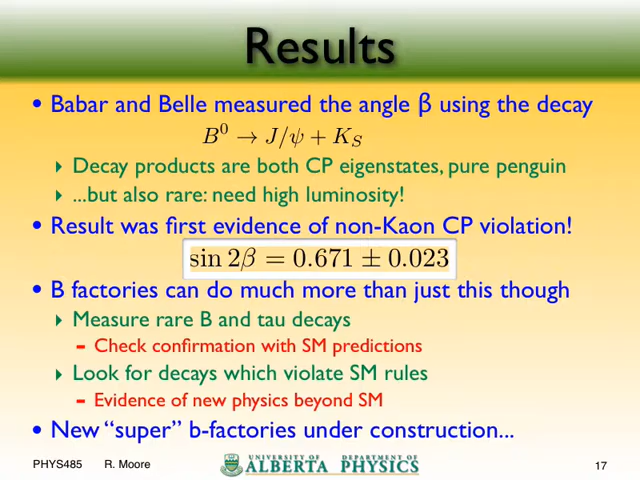 Results
• Babar and Belle measured the angle β using the decay
B⁰ → J/ψ + K_S
‣ Decay products are both CP eigenstates, pure penguin
‣ ...but also rare: need high luminosity!
• Result was first evidence of non-Kaon CP violation!
sin 2β = 0.671 ± 0.023
• B factories can do much more than just this though
‣ Measure rare B and tau decays
- Check confirmation with SM predictions
‣ Look for decays which violate SM rules
- Evidence of new physics beyond SM
• New “super” b-factories under construction...
PHYS485 R. Moore
UNIVERSITY OF DEPARTMENT OF
ALBERTA PHYSICS
17